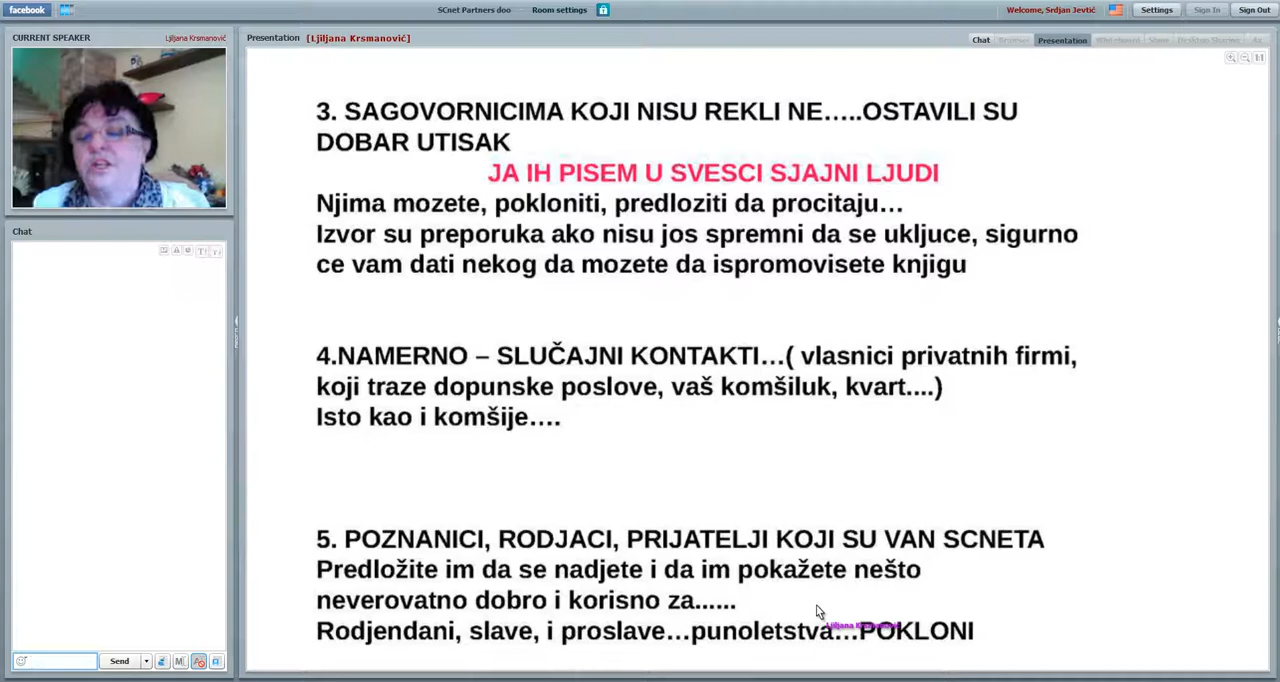 facebook
SCnet Partners doo
Room settings
Welcome, Srdjan Jevtić
Settings
Sign In
Sign Out
CURRENT SPEAKER
Ljiljana Krsmanović
Presentation
[Ljiljana Krsmanović]
Chat
Presentation
3. SAGOVORNICIMA KOJI NISU REKLI NE…..OSTAVILI SU
DOBAR UTISAK
JA IH PISEM U SVESCI SJAJNI LJUDI
Njima mozete, pokloniti, predloziti da procitaju…
Izvor su preporuka ako nisu jos spremni da se ukljuce, sigurno
ce vam dati nekog da mozete da ispromovisete knjigu
4.NAMERNO – SLUČAJNI KONTAKTI…( vlasnici privatnih firmi,
koji traze dopunske poslove, vaš komšiluk, kvart....)
Isto kao i komšije….
5. POZNANICI, RODJACI, PRIJATELJI KOJI SU VAN SCNETA
Predložite im da se nadjete i da im pokažete nešto
neverovatno dobro i korisno za......
Rodjendani, slave, i proslave…punoletstva…POKLONI
Chat
Send